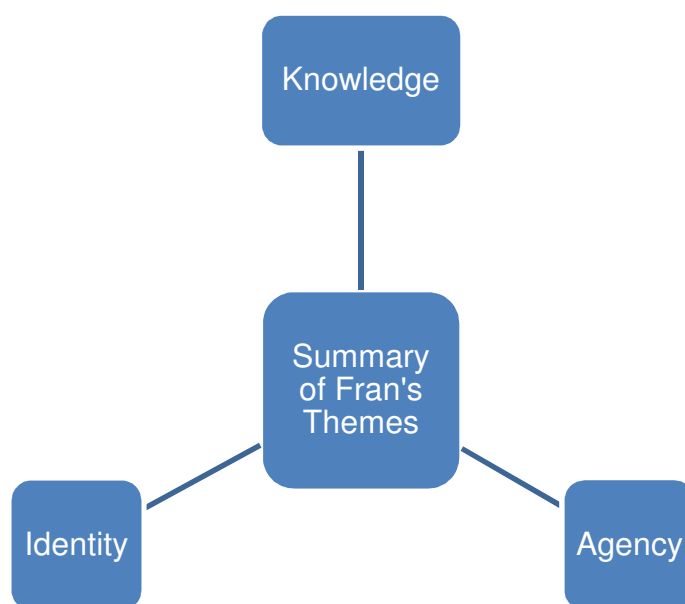 Knowledge
Summary
of Fran's
Themes
Identity
Agency